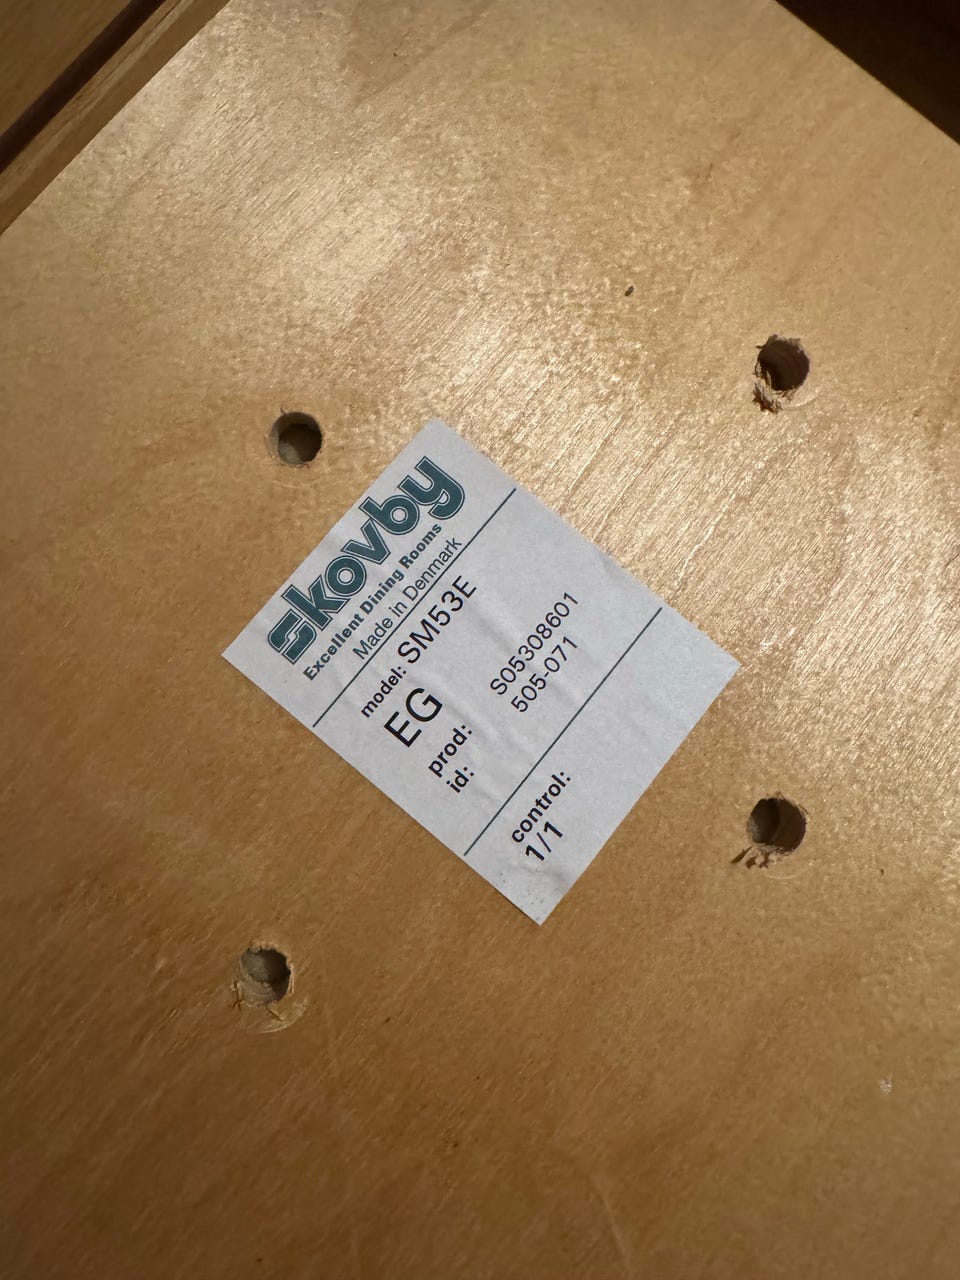 skovby
Excellent Dining Rooms
Made in Denmark
model: SM53E
EG
prod: S05308601
id: 505-071
control:
1/1